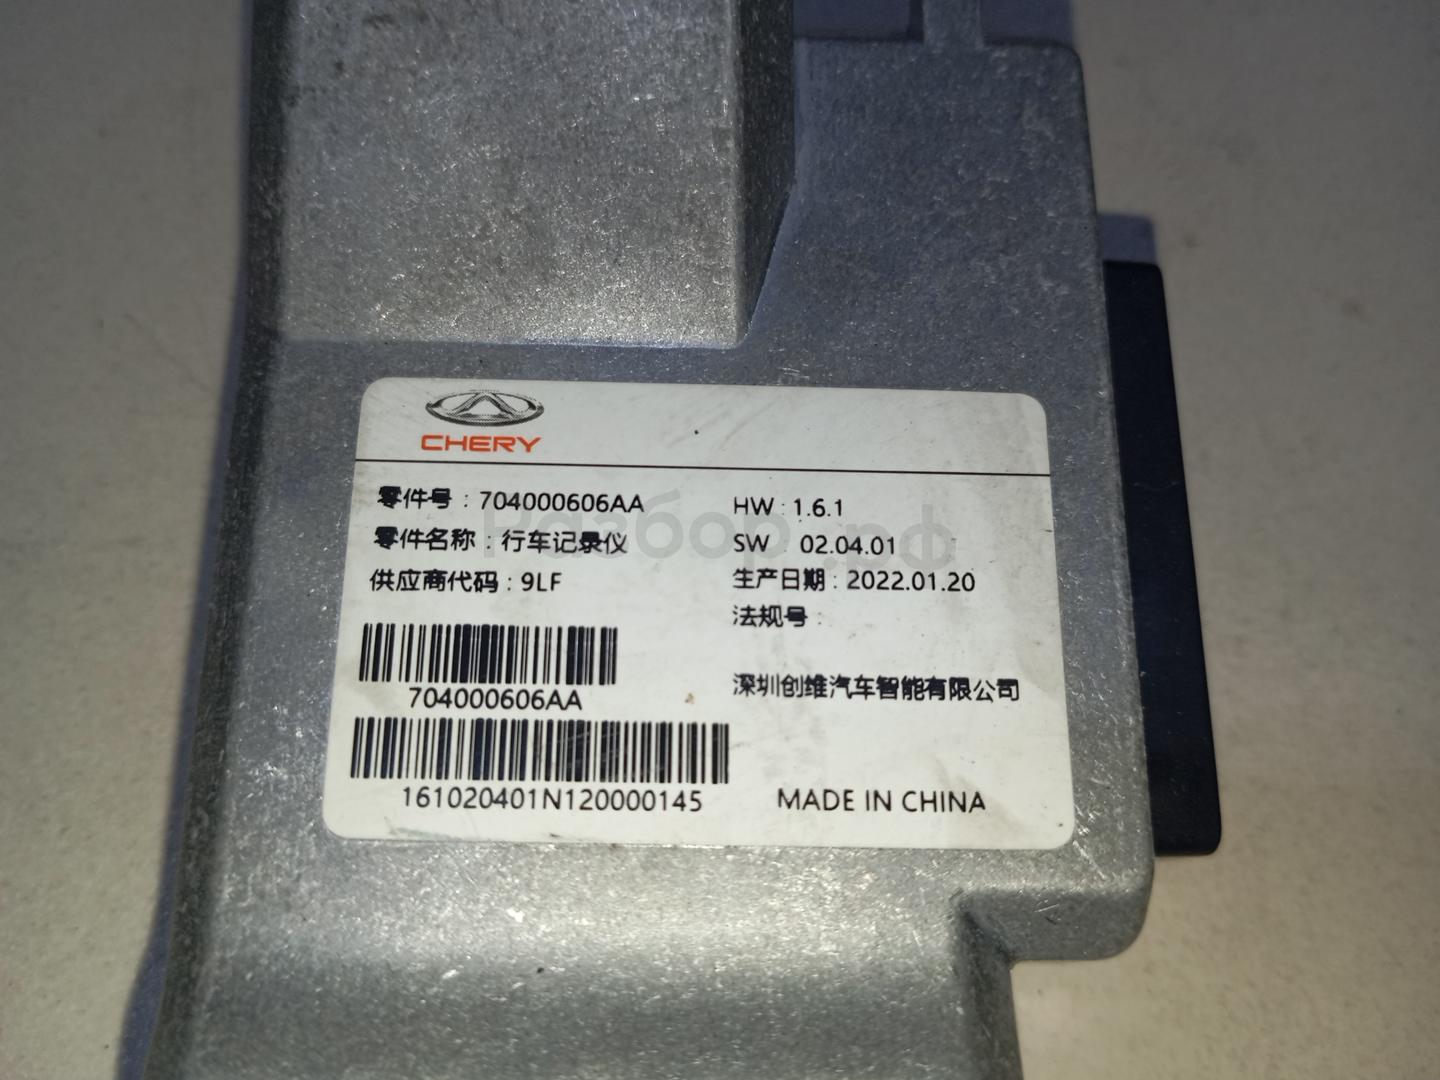 CHERY
零件号：704000606AA
零件名称：行车记录仪
供应商代码：9LF
704000606AA
161020401N120000145
HW : 1.6.1
SW 02.04.01
生产日期：2022.01.20
法规号：
深圳创维汽车智能有限公司
MADE IN CHINA
Разбор.рф